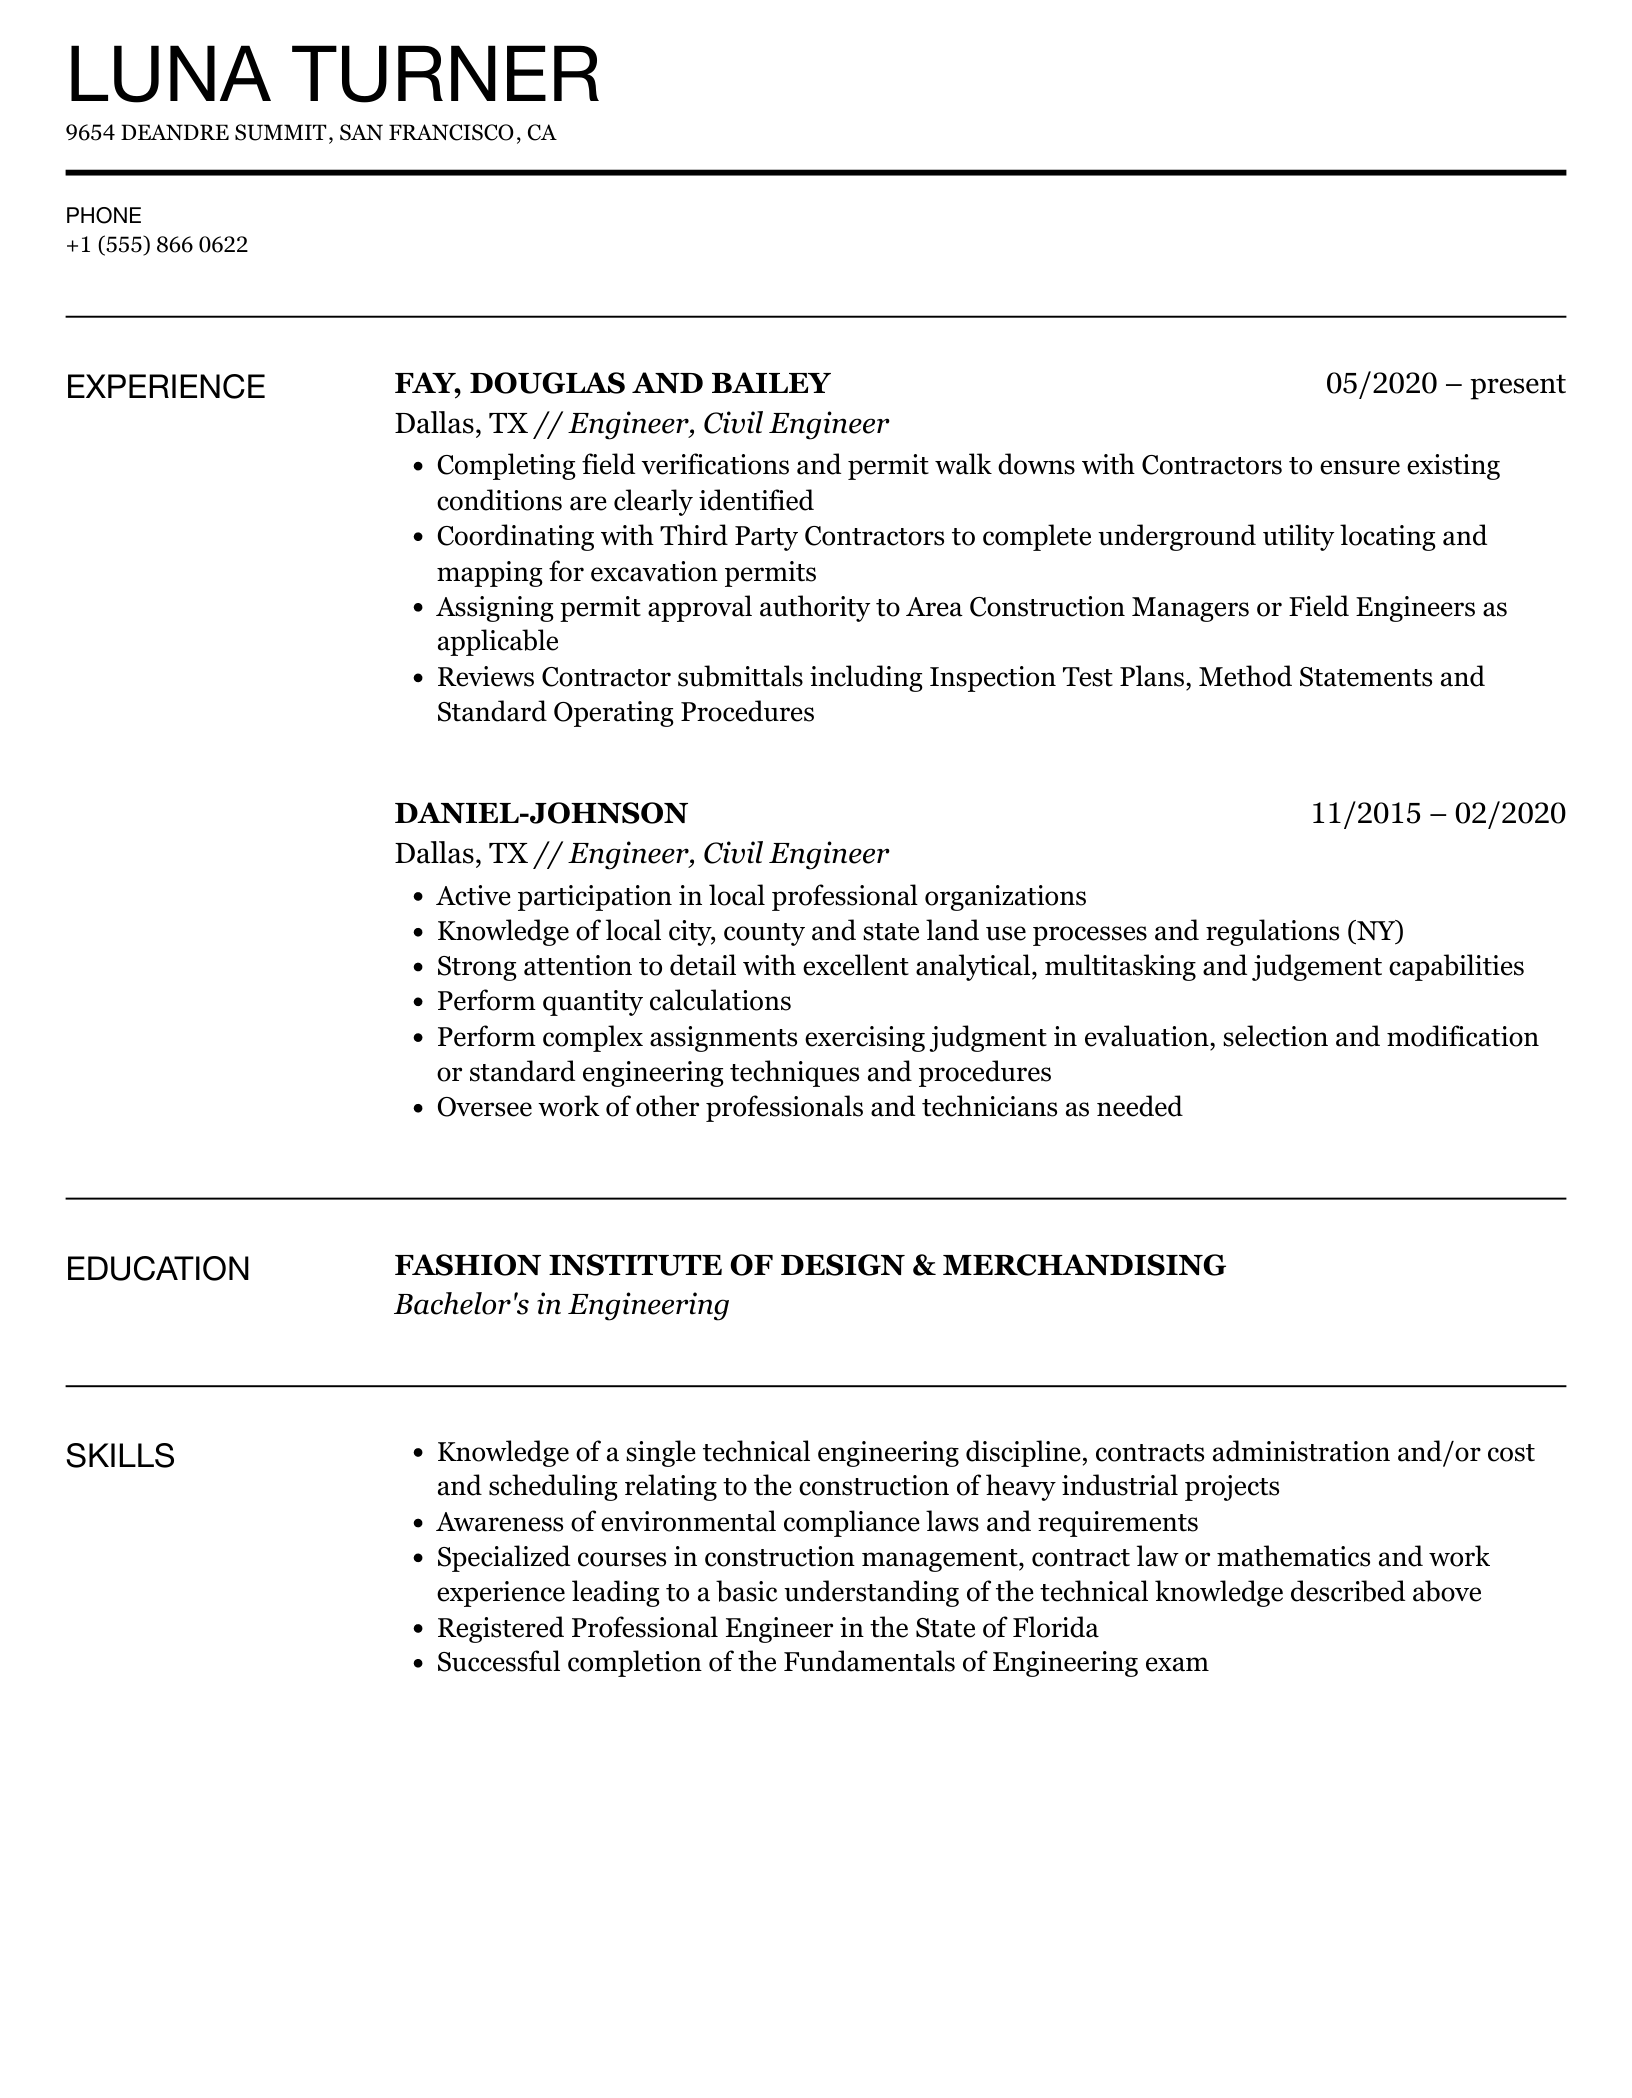 LUNA TURNER
9654 DEANDRE SUMMIT, SAN FRANCISCO, CA
PHONE
+1 (555) 866 0622
EXPERIENCE
FAY, DOUGLAS AND BAILEY 05/2020 – present
Dallas, TX // Engineer, Civil Engineer
• Completing field verifications and permit walk downs with Contractors to ensure existing
conditions are clearly identified
• Coordinating with Third Party Contractors to complete underground utility locating and
mapping for excavation permits
• Assigning permit approval authority to Area Construction Managers or Field Engineers as
applicable
• Reviews Contractor submittals including Inspection Test Plans, Method Statements and
Standard Operating Procedures
DANIEL-JOHNSON 11/2015 – 02/2020
Dallas, TX // Engineer, Civil Engineer
• Active participation in local professional organizations
• Knowledge of local city, county and state land use processes and regulations (NY)
• Strong attention to detail with excellent analytical, multitasking and judgement capabilities
• Perform quantity calculations
• Perform complex assignments exercising judgment in evaluation, selection and modification
or standard engineering techniques and procedures
• Oversee work of other professionals and technicians as needed
EDUCATION
FASHION INSTITUTE OF DESIGN & MERCHANDISING
Bachelor's in Engineering
SKILLS
• Knowledge of a single technical engineering discipline, contracts administration and/or cost
and scheduling relating to the construction of heavy industrial projects
• Awareness of environmental compliance laws and requirements
• Specialized courses in construction management, contract law or mathematics and work
experience leading to a basic understanding of the technical knowledge described above
• Registered Professional Engineer in the State of Florida
• Successful completion of the Fundamentals of Engineering exam